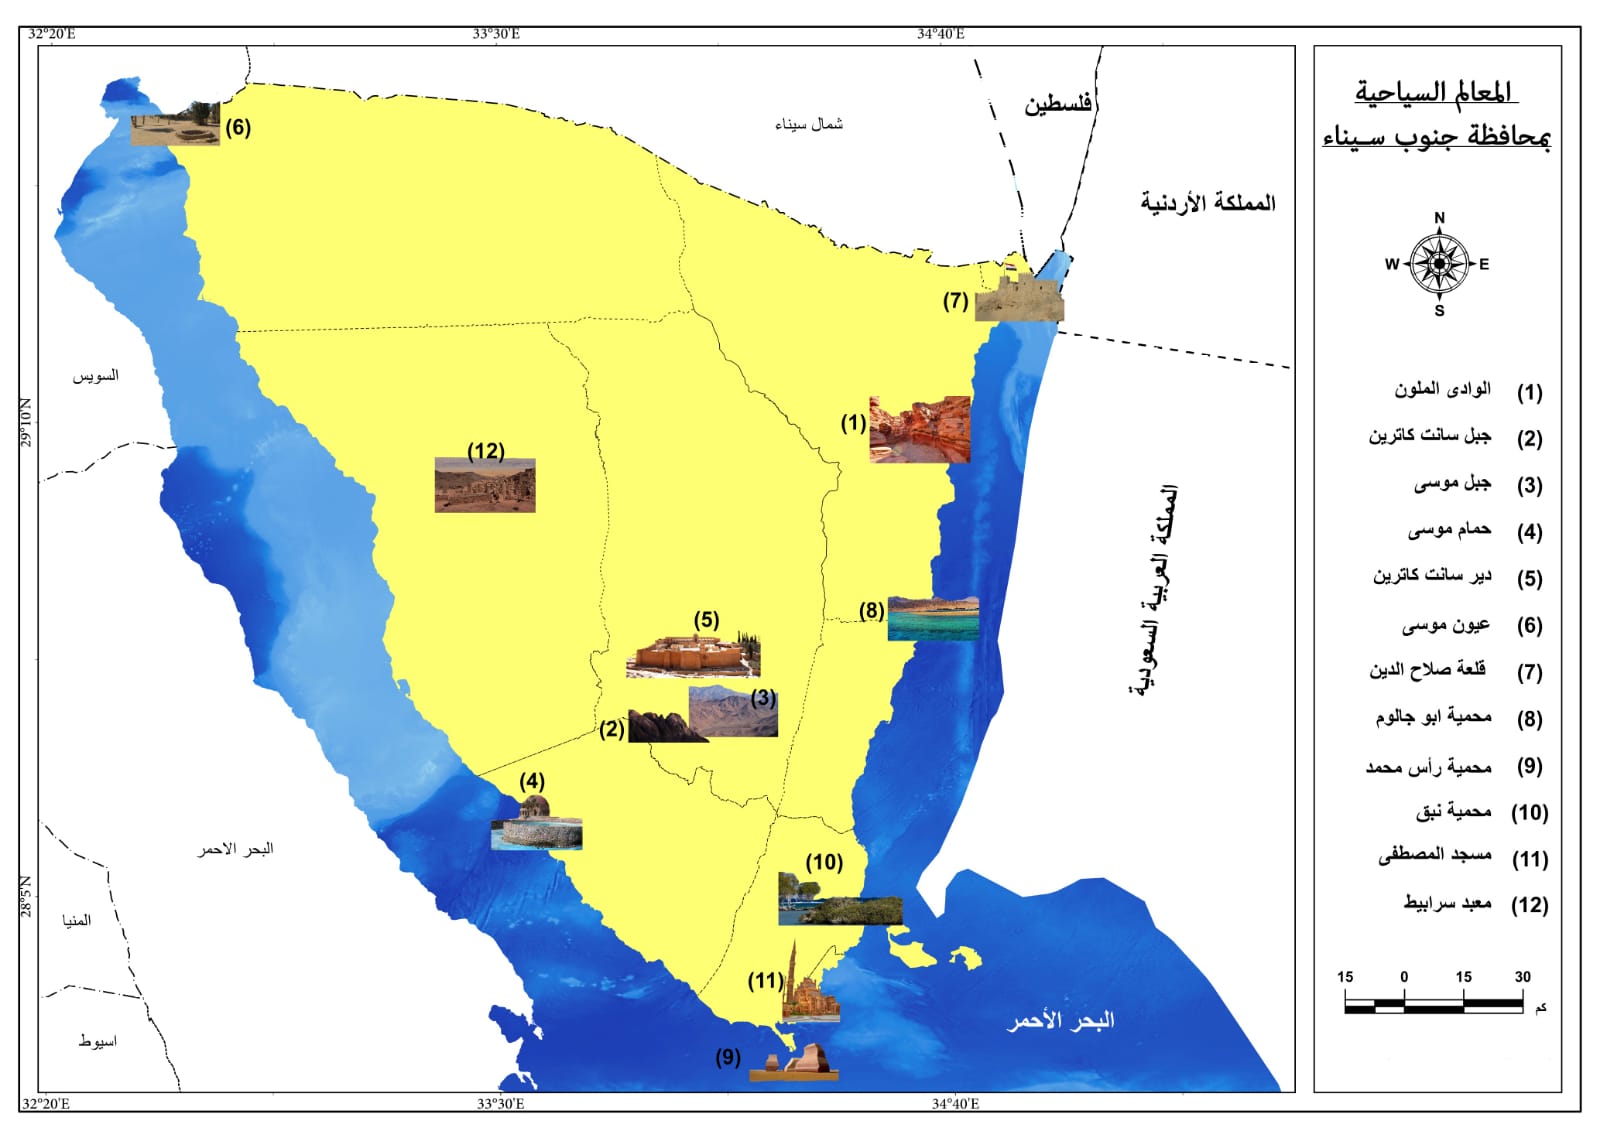 32°20'E
33°30'E
34°40'E
المعالم السياحية
بمحافظة جنوب سيناء
فلسطين
شمال سيناء
(6)
المملكة الأردنية
N
W
E
S
(7)
السويس
29°10'N
(1)
(12)
المملكة العربية السعودية
(8)
(5)
(3)
(2)
(4)
البحر الاحمر
(10)
28°5'N
المنيا
(11)
البحر الأحمر
اسيوط
(9)
(1) الوادى الملون
(2) جبل سانت كاترين
(3) جبل موسى
(4) حمام موسى
(5) دير سانت كاترين
(6) عيون موسى
(7) قلعة صلاح الدين
(8) محمية ابو جالوم
(9) محمية رأس محمد
(10) محمية نبق
(11) مسجد المصطفى
(12) معبد سرابيط
15 0 15 30
كم
32°20'E
33°30'E
34°40'E